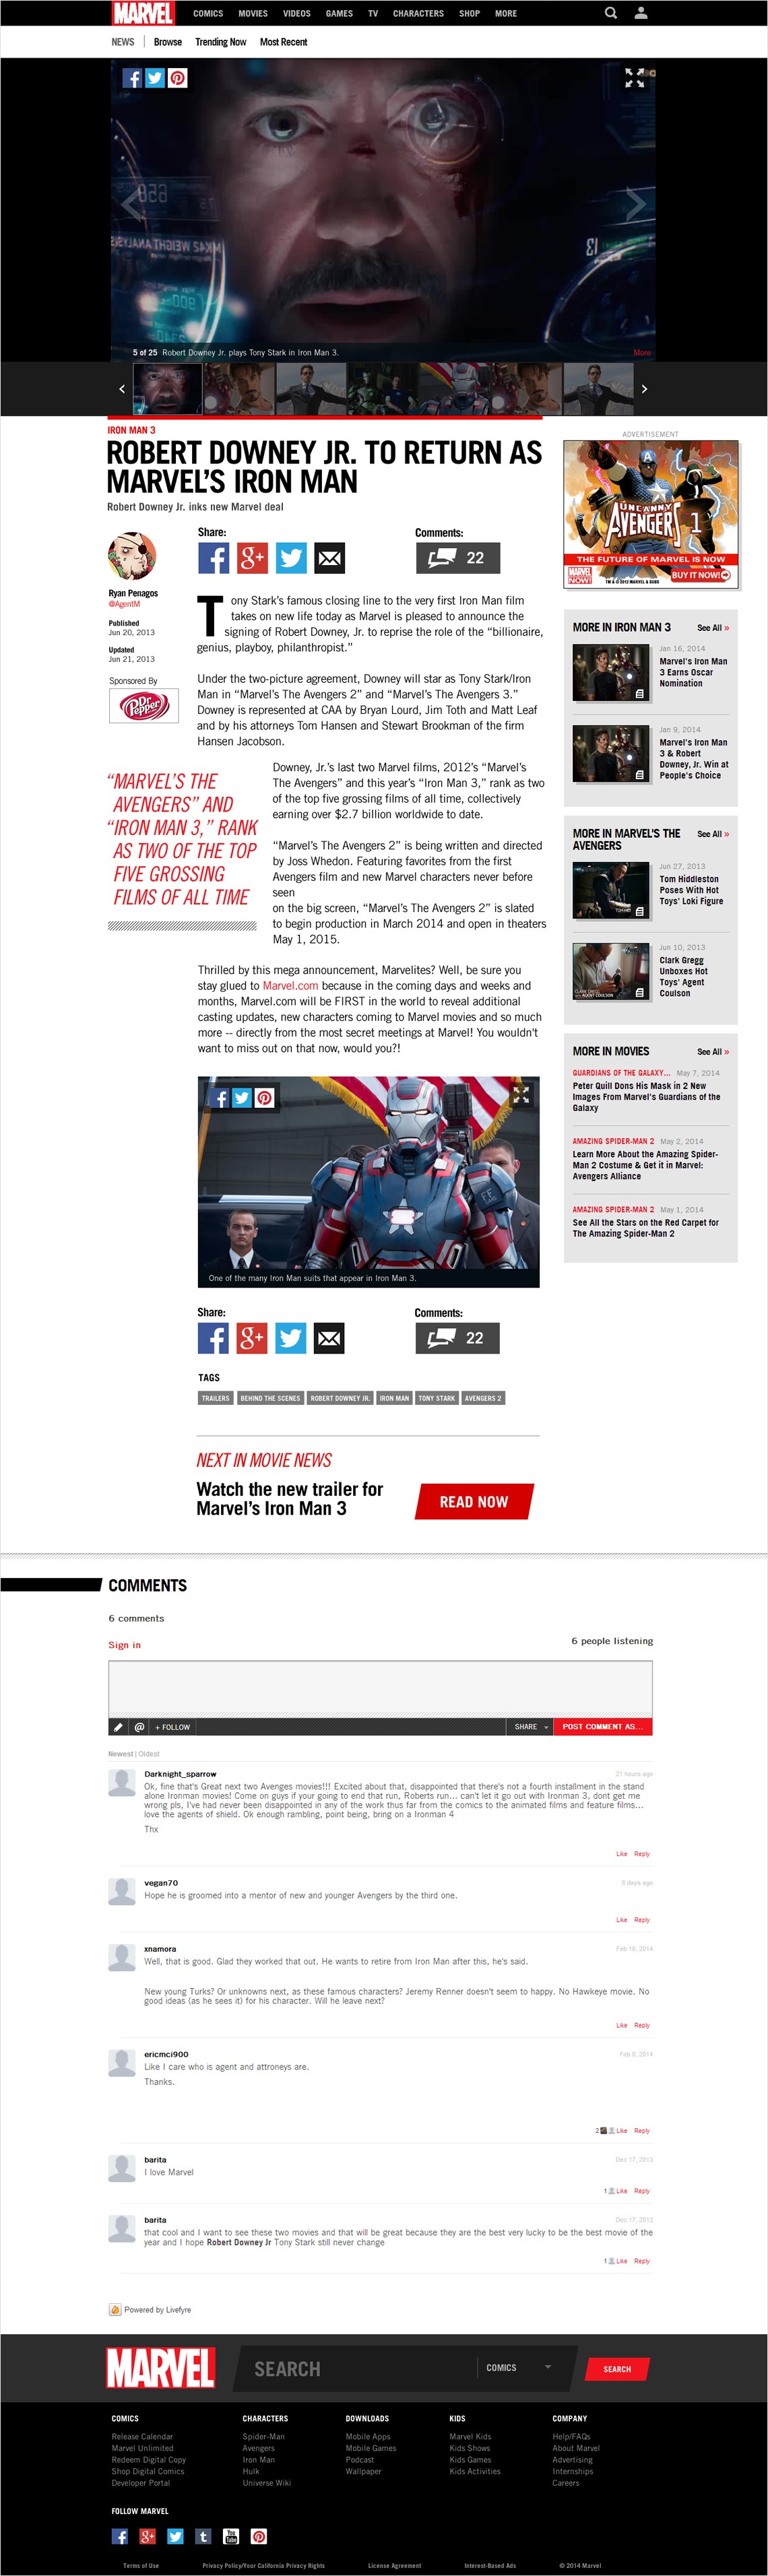 MARVEL
COMICS MOVIES VIDEOS GAMES TV CHARACTERS SHOP MORE
NEWS Browse Trending Now Most Recent
5 of 25 Robert Downey Jr. plays Tony Stark in Iron Man 3.
More
IRON MAN 3
ROBERT DOWNEY JR. TO RETURN AS
MARVEL'S IRON MAN
Robert Downey Jr. inks new Marvel deal
Ryan Penagos
@AgentM
Published
Jun 20, 2013
Updated
Jun 21, 2013
Sponsored By
Dr Pepper
Share:
Comments:
22
Tony Stark's famous closing line to the very first Iron Man film
takes on new life today as Marvel is pleased to announce the
signing of Robert Downey, Jr. to reprise the role of the “billionaire,
genius, playboy, philanthropist.”
Under the two-picture agreement, Downey will star as Tony Stark/Iron
Man in “Marvel's The Avengers 2” and “Marvel's The Avengers 3.”
Downey is represented at CAA by Bryan Lourd, Jim Toth and Matt Leaf
and by his attorneys Tom Hansen and Stewart Brookman of the firm
Hansen Jacobson.
“MARVEL'S THE
AVENGERS” AND
“IRON MAN 3,” RANK
AS TWO OF THE TOP
FIVE GROSSING
FILMS OF ALL TIME
Downey, Jr.'s last two Marvel films, 2012's “Marvel's
The Avengers” and this year's “Iron Man 3,” rank as two
of the top five grossing films of all time, collectively
earning over $2.7 billion worldwide to date.
“Marvel's The Avengers 2” is being written and directed
by Joss Whedon. Featuring favorites from the first
Avengers film and new Marvel characters never before
seen
on the big screen, “Marvel's The Avengers 2” is slated
to begin production in March 2014 and open in theaters
May 1, 2015.
Thrilled by this mega announcement, Marvelites? Well, be sure you
stay glued to Marvel.com because in the coming days and weeks and
months, Marvel.com will be FIRST in the world to reveal additional
casting updates, new characters coming to Marvel movies and so much
more -- directly from the most secret meetings at Marvel! You wouldn't
want to miss out on that now, would you?!
One of the many Iron Man suits that appear in Iron Man 3.
Share:
Comments:
22
TAGS
TRAILERS BEHIND THE SCENES ROBERT DOWNEY JR. IRON MAN TONY STARK AVENGERS 2
NEXT IN MOVIE NEWS
Watch the new trailer for
Marvel's Iron Man 3
READ NOW
ADVERTISEMENT
UNCANNY
AVENGERS 1
THE FUTURE OF MARVEL IS NOW
MARVEL
NOW!
TM & © 2012 MARVEL & SUBS
BUY IT NOW!
MORE IN IRON MAN 3 See All »
Jan 16, 2014
Marvel's Iron Man
3 Earns Oscar
Nomination
Jan 9, 2014
Marvel's Iron Man
3 & Robert
Downey, Jr. Win at
People's Choice
MORE IN MARVEL'S THE
AVENGERS
See All »
Jun 27, 2013
Tom Hiddleston
Poses With Hot
Toys' Loki Figure
Jun 10, 2013
Clark Gregg
Unboxes Hot
Toys' Agent
Coulson
MORE IN MOVIES See All »
GUARDIANS OF THE GALAXY... May 7, 2014
Peter Quill Dons His Mask in 2 New
Images From Marvel's Guardians of the
Galaxy
AMAZING SPIDER-MAN 2 May 2, 2014
Learn More About the Amazing Spider-
Man 2 Costume & Get it in Marvel:
Avengers Alliance
AMAZING SPIDER-MAN 2 May 1, 2014
See All the Stars on the Red Carpet for
The Amazing Spider-Man 2
COMMENTS
6 comments
Sign in
6 people listening
@ + FOLLOW
SHARE
POST COMMENT AS...
Newest | Oldest
Darknight_sparrow 21 hours ago
Ok, fine that's Great next two Avenges movies!!! Excited about that, disappointed that there's not a fourth installment in the stand
alone Ironman movies! Come on guys if your going to end that run, Roberts run... can't let it go out with Ironman 3, dont get me
wrong pls, I've had never been disappointed in any of the work thus far from the comics to the animated films and feature films...
love the agents of shield. Ok enough rambling, point being, bring on a Ironman 4
Thx
Like Reply
vegan70 8 days ago
Hope he is groomed into a mentor of new and younger Avengers by the third one.
Like Reply
xnamora Feb 18, 2014
Well, that is good. Glad they worked that out. He wants to retire from Iron Man after this, he's said.
New young Turks? Or unknowns next, as these famous characters? Jeremy Renner doesn't seem to happy. No Hawkeye movie. No
good ideas (as he sees it) for his character. Will he leave next?
Like Reply
ericmci900 Feb 8, 2014
Like I care who is agent and attroneys are.
Thanks.
2 Like Reply
barita Dec 17, 2013
I love Marvel
1 Like Reply
barita Dec 17, 2013
that cool and I want to see these two movies and that will be great because they are the best very lucky to be the best movie of the
year and I hope Robert Downey Jr Tony Stark still never change
1 Like Reply
Powered by Livefyre
MARVEL
SEARCH
COMICS
SEARCH
COMICS
Release Calendar
Marvel Unlimited
Redeem Digital Copy
Shop Digital Comics
Developer Portal
CHARACTERS
Spider-Man
Avengers
Iron Man
Hulk
Universe Wiki
DOWNLOADS
Mobile Apps
Mobile Games
Podcast
Wallpaper
KIDS
Marvel Kids
Kids Shows
Kids Games
Kids Activities
COMPANY
Help/FAQs
About Marvel
Advertising
Internships
Careers
FOLLOW MARVEL
Terms of Use Privacy Policy/Your California Privacy Rights License Agreement Interest-Based Ads © 2014 Marvel